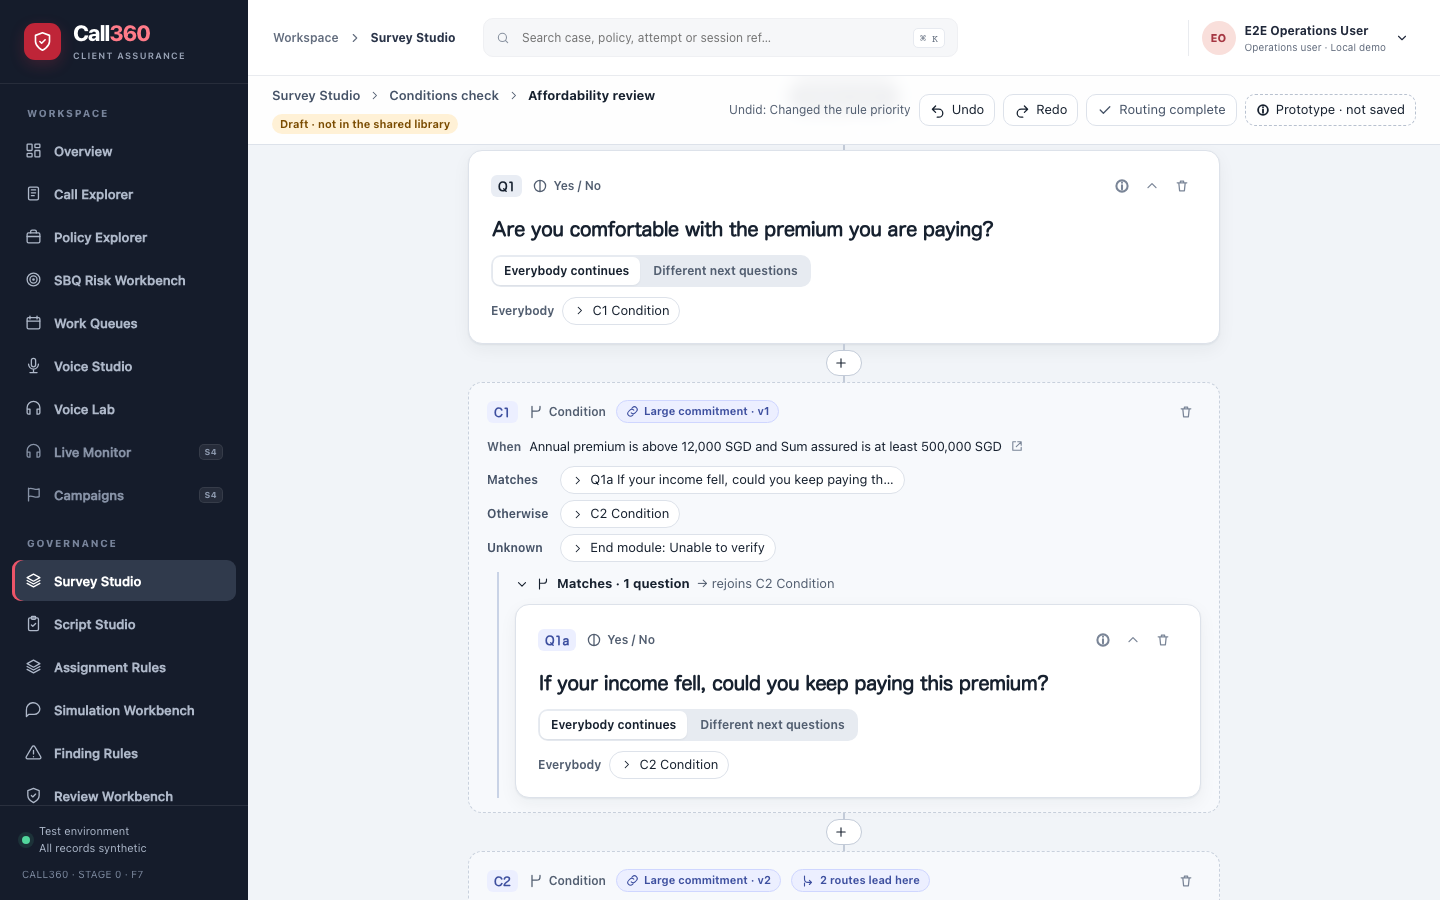 Call360
CLIENT ASSURANCE
WORKSPACE
Overview
Call Explorer
Policy Explorer
SBQ Risk Workbench
Work Queues
Voice Studio
Voice Lab
Live Monitor S4
Campaigns S4
GOVERNANCE
Survey Studio
Script Studio
Assignment Rules
Simulation Workbench
Finding Rules
Review Workbench
Test environment
All records synthetic
CALL360 · STAGE 0 · F7
Workspace > Survey Studio
Search case, policy, attempt or session ref... ⌘ K
EO
E2E Operations User
Operations user · Local demo
Survey Studio > Conditions check > Affordability review
Draft · not in the shared library
Undid: Changed the rule priority
Undo
Redo
Routing complete
Prototype · not saved
Q1 Yes / No
Are you comfortable with the premium you are paying?
Everybody continues Different next questions
Everybody > C1 Condition
+
C1 Condition Large commitment · v1
When Annual premium is above 12,000 SGD and Sum assured is at least 500,000 SGD
Matches > Q1a If your income fell, could you keep paying th...
Otherwise > C2 Condition
Unknown > End module: Unable to verify
Matches · 1 question → rejoins C2 Condition
Q1a Yes / No
If your income fell, could you keep paying this premium?
Everybody continues Different next questions
Everybody > C2 Condition
+
C2 Condition Large commitment · v2 2 routes lead here